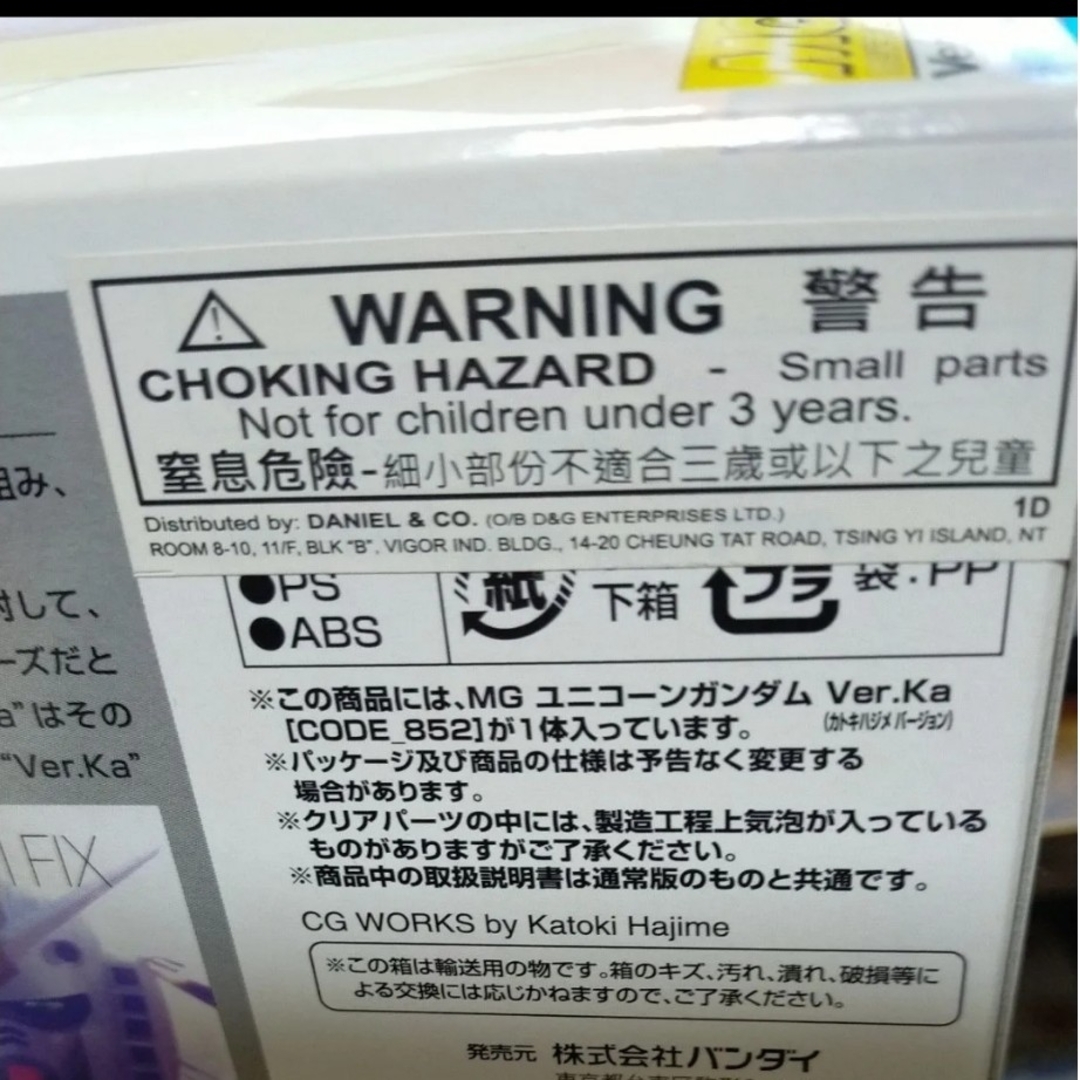 WARNING 警告
CHOKING HAZARD - Small parts
Not for children under 3 years.
窒息危險-細小部份不適合三歲或以下之兒童
Distributed by: DANIEL & CO. (O/B D&G ENTERPRISES LTD.) 1D
ROOM 8-10, 11/F, BLK "B", VIGOR IND. BLDG., 14-20 CHEUNG TAT ROAD, TSING YI ISLAND, NT
●PS
●ABS
紙 下箱 プラ 袋:PP
※この商品には、MG ユニコーンガンダム Ver.Ka
(カトキハジメ バージョン)
[CODE_852]が1体入っています。
※パッケージ及び商品の仕様は予告なく変更する
場合があります。
※クリアパーツの中には、製造工程上気泡が入っている
ものがありますがご了承ください。
※商品中の取扱説明書は通常版のものと共通です。
CG WORKS by Katoki Hajime
※この箱は輸送用の物です。箱のキズ、汚れ、潰れ、破損等に
よる交換には応じかねますので、ご了承ください。
発売元 株式会社バンダイ
組み、
対して、
ーズだと
a"はその
"Ver.Ka"
FIX